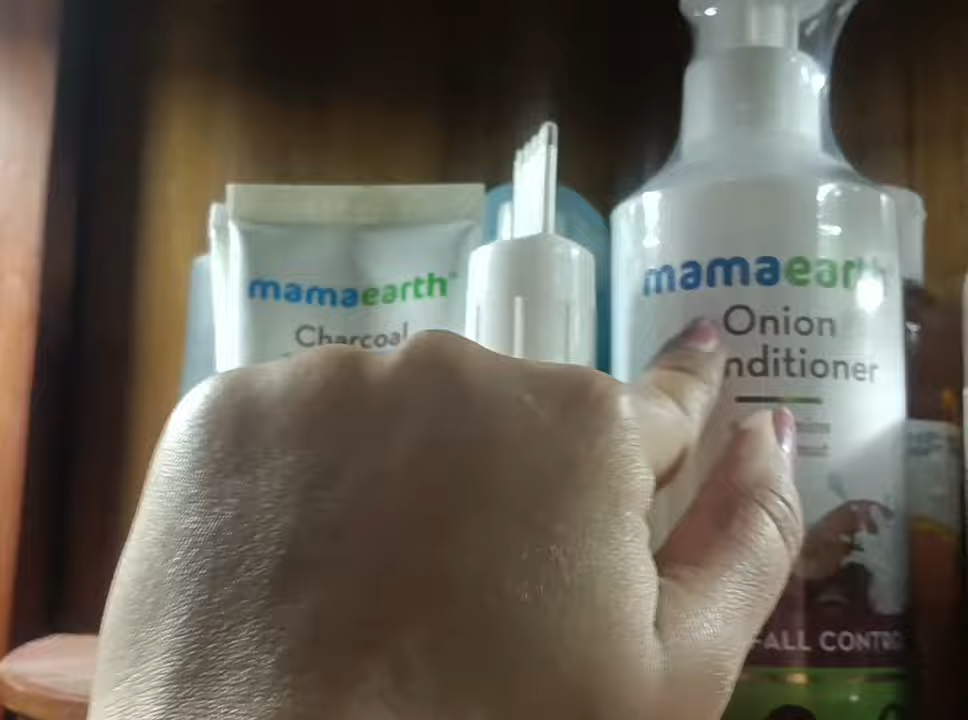 mamaearth
Charcoal
mamaearth
Onion
nditioner
FALL CONTRO